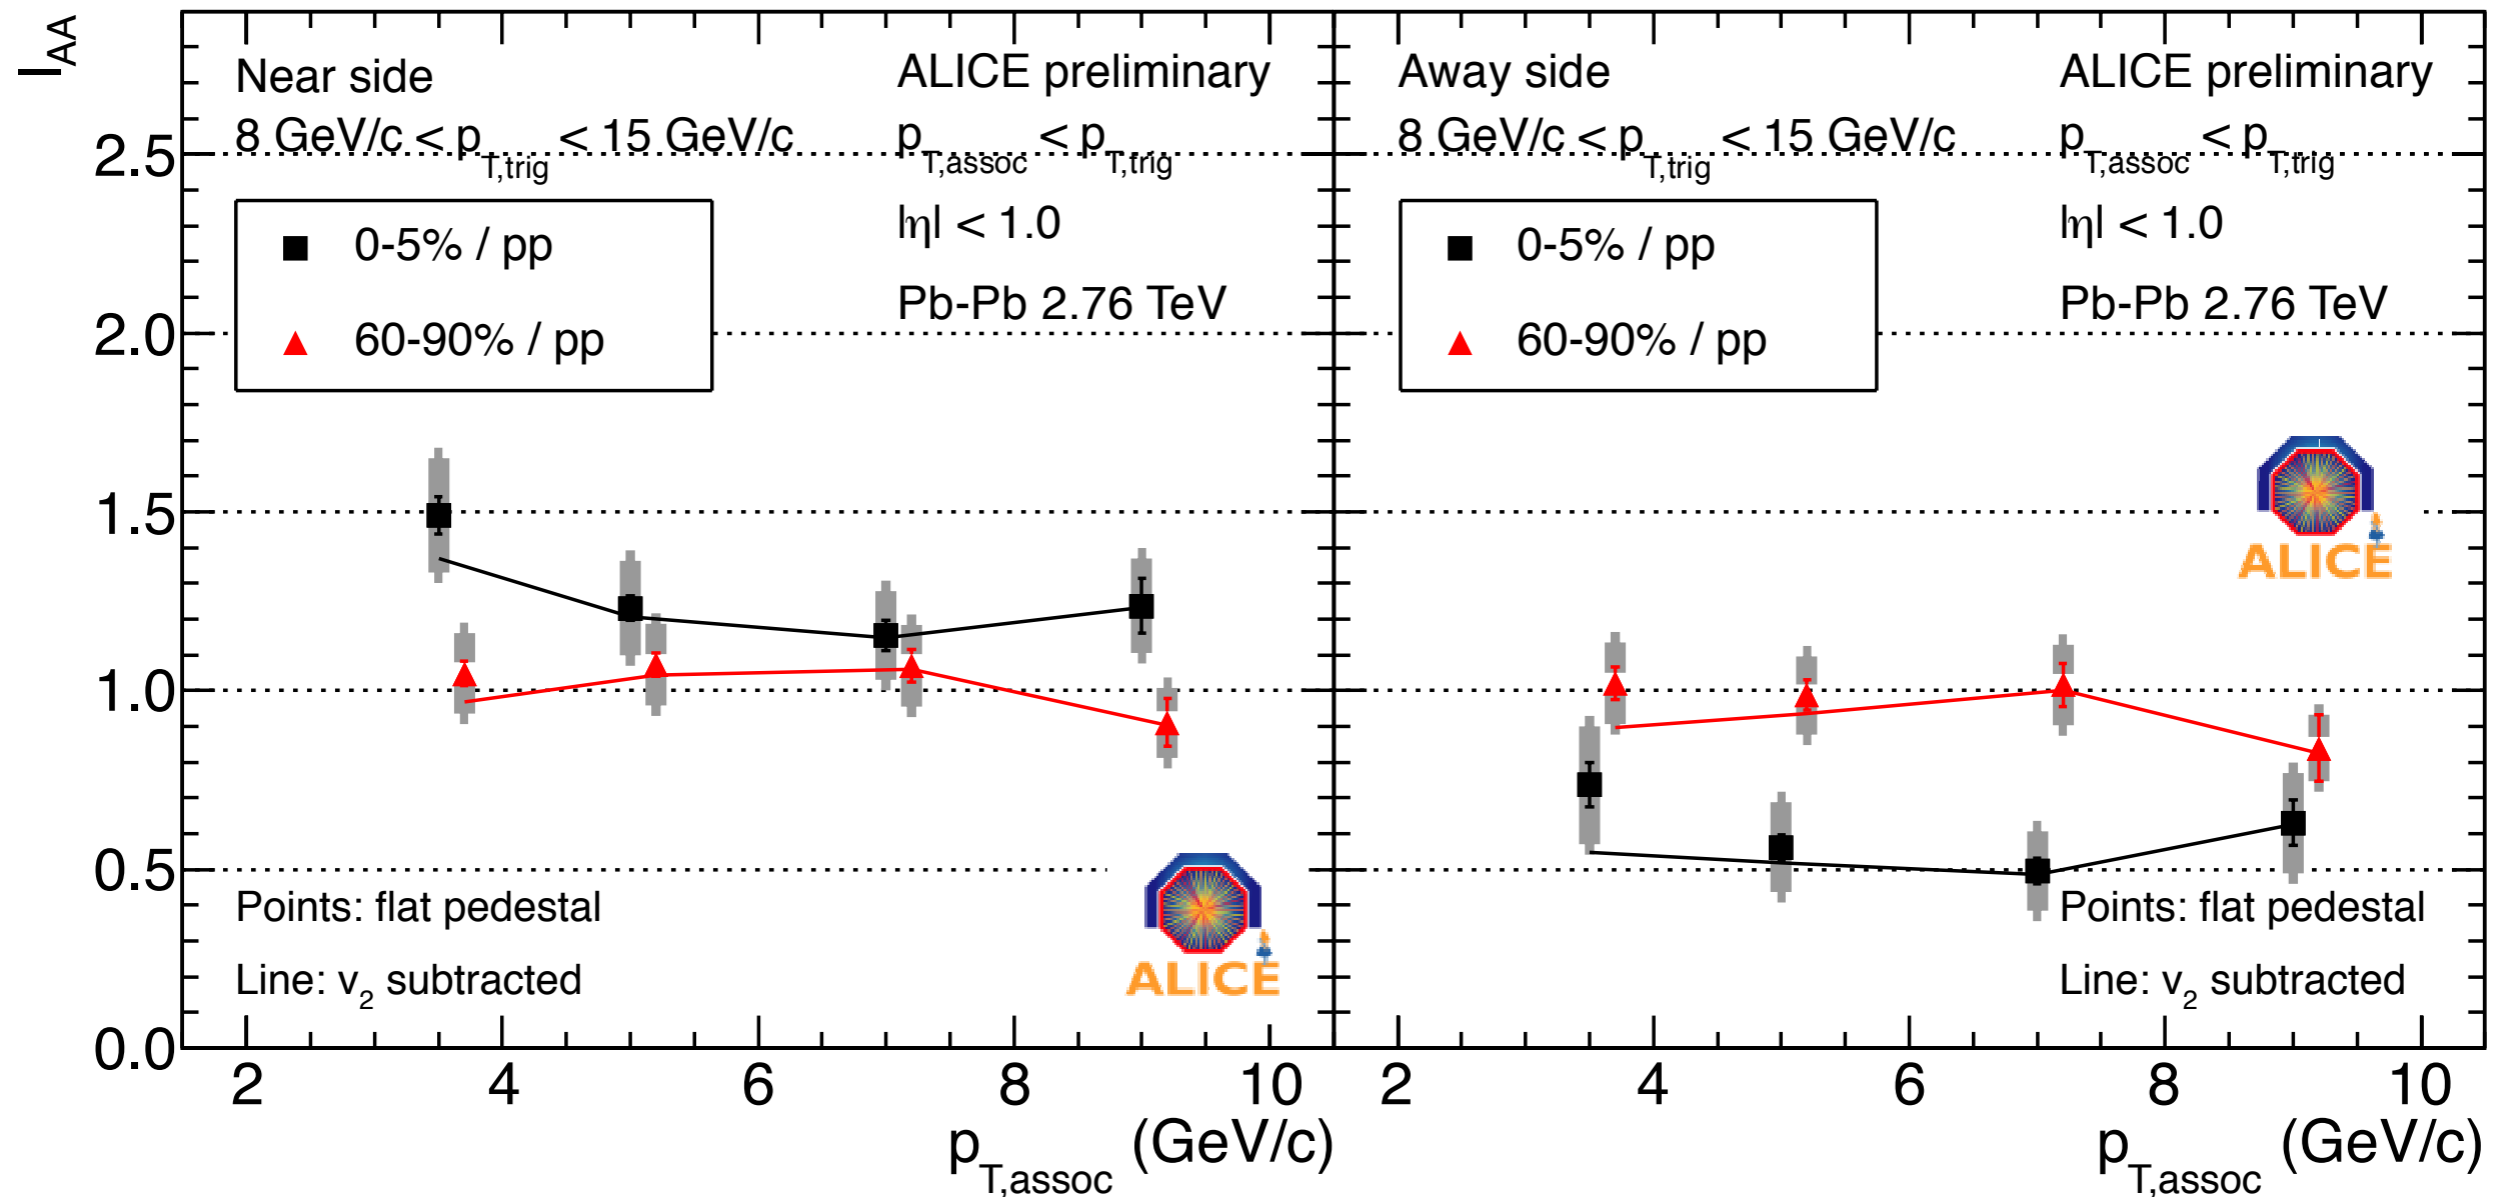 I_AA
Near side
ALICE preliminary
8 GeV/c < p_T,trig < 15 GeV/c
p_T,assoc < p_T,trig
|η| < 1.0
Pb-Pb 2.76 TeV
0-5% / pp
60-90% / pp
Points: flat pedestal
Line: v_2 subtracted
ALICE
Away side
ALICE preliminary
8 GeV/c < p_T,trig < 15 GeV/c
p_T,assoc < p_T,trig
|η| < 1.0
Pb-Pb 2.76 TeV
0-5% / pp
60-90% / pp
ALICE
Points: flat pedestal
Line: v_2 subtracted
2.5
2.0
1.5
1.0
0.5
0.0
2 4 6 8 10
2 4 6 8 10
p_T,assoc (GeV/c)
p_T,assoc (GeV/c)